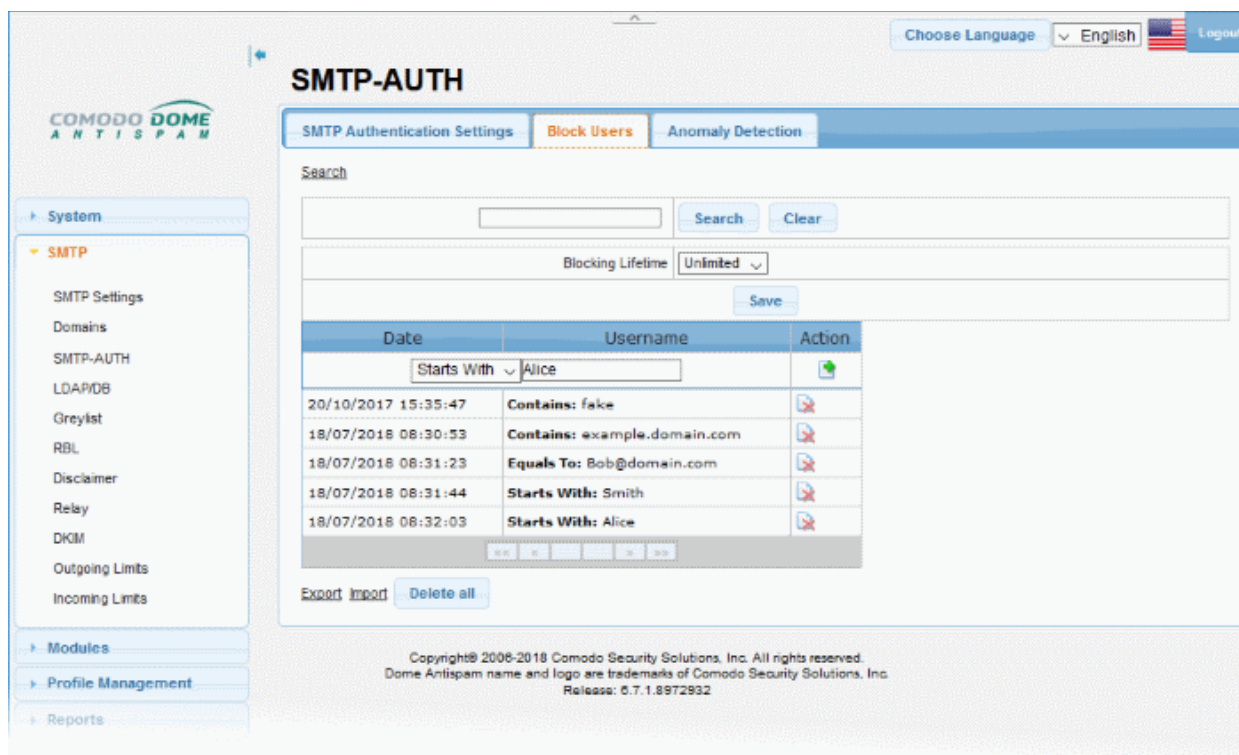 Choose Language
English
Logout
SMTP-AUTH
COMODO DOME
ANTISPAM
SMTP Authentication Settings
Block Users
Anomaly Detection
Search
Search
Clear
Blocking Lifetime
Unlimited
Save
System
SMTP
SMTP Settings
Domains
SMTP-AUTH
LDAP/DB
Greylist
RBL
Disclaimer
Relay
DKIM
Outgoing Limits
Incoming Limits
Modules
Profile Management
Reports
Date Username Action
Starts With Alice
20/10/2017 15:35:47 Contains: fake
18/07/2018 08:30:53 Contains: example.domain.com
18/07/2018 08:31:23 Equals To: Bob@domain.com
18/07/2018 08:31:44 Starts With: Smith
18/07/2018 08:32:03 Starts With: Alice
«« « » »»
Export Import Delete all
Copyright® 2006-2018 Comodo Security Solutions, Inc. All rights reserved.
Dome Antispam name and logo are trademarks of Comodo Security Solutions, Inc.
Release: 6.7.1.8972932